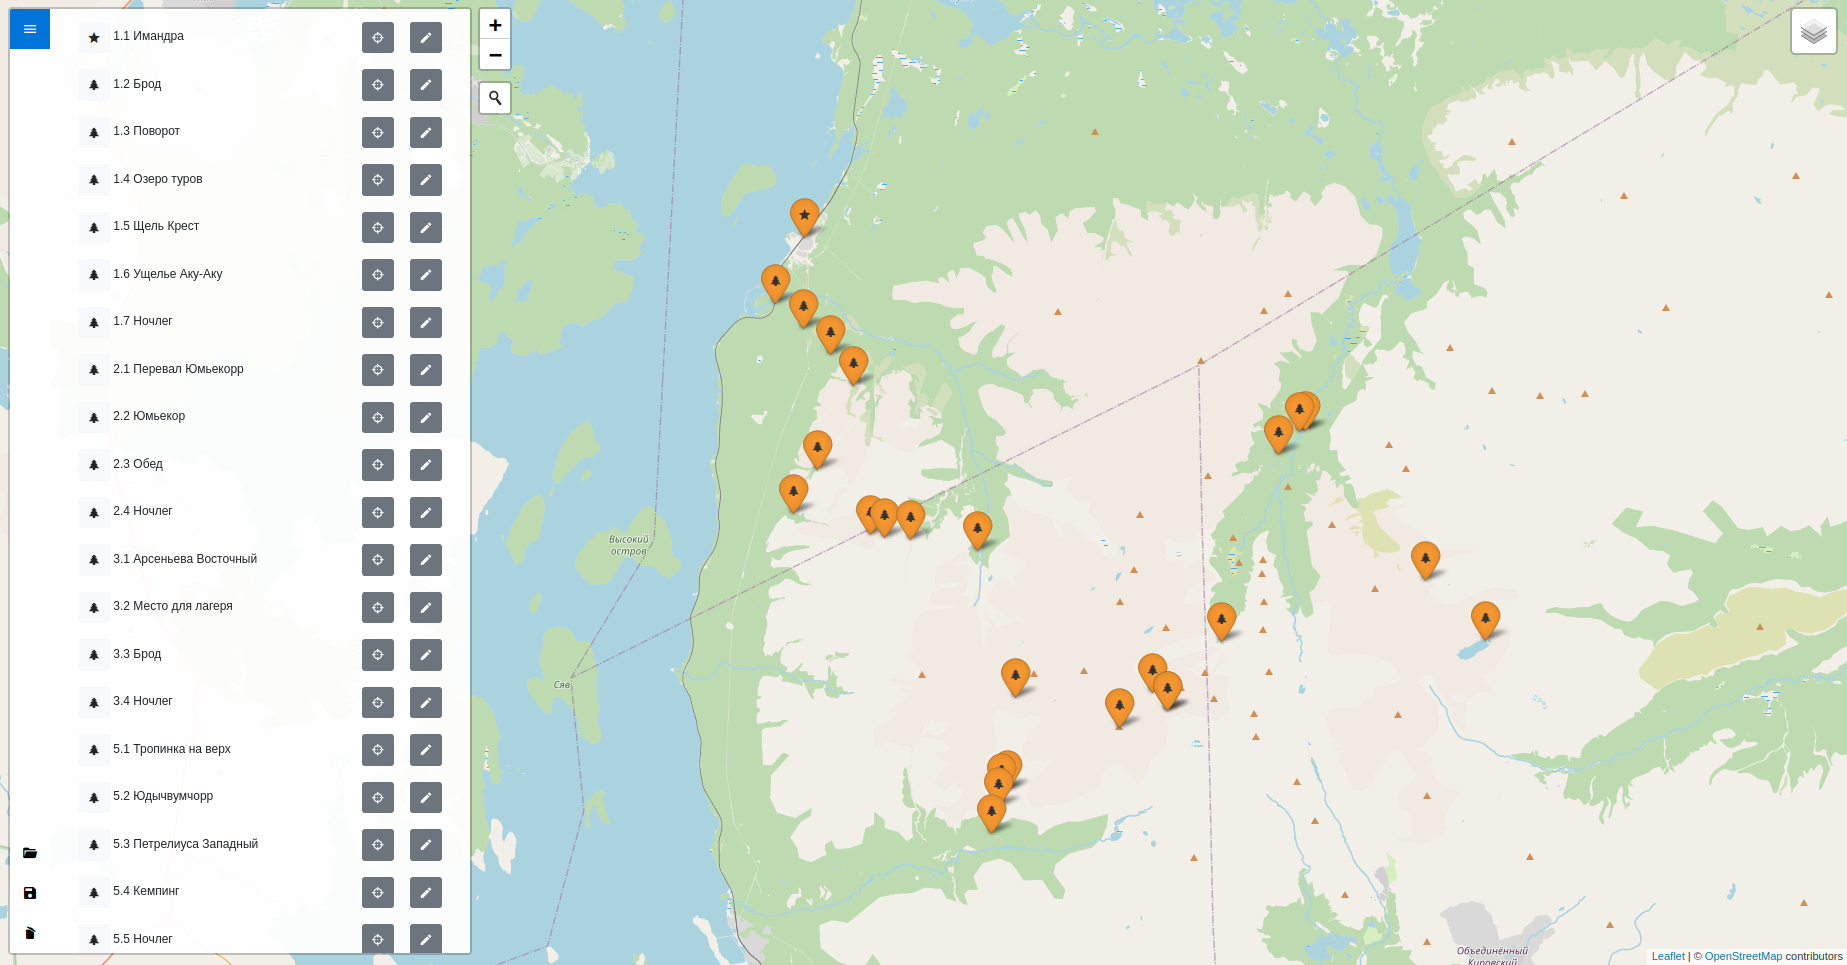 1.1 Имандра
1.2 Брод
1.3 Поворот
1.4 Озеро туров
1.5 Щель Крест
1.6 Ущелье Аку-Аку
1.7 Ночлег
2.1 Перевал Юмьекорр
2.2 Юмьекор
2.3 Обед
2.4 Ночлег
3.1 Арсеньева Восточный
3.2 Место для лагеря
3.3 Брод
3.4 Ночлег
5.1 Тропинка на верх
5.2 Юдычвумчорр
5.3 Петрелиуса Западный
5.4 Кемпинг
5.5 Ночлег
+
−
Высокий
остров
Сяв
Объединённый
Кировский
Leaflet | © OpenStreetMap contributors